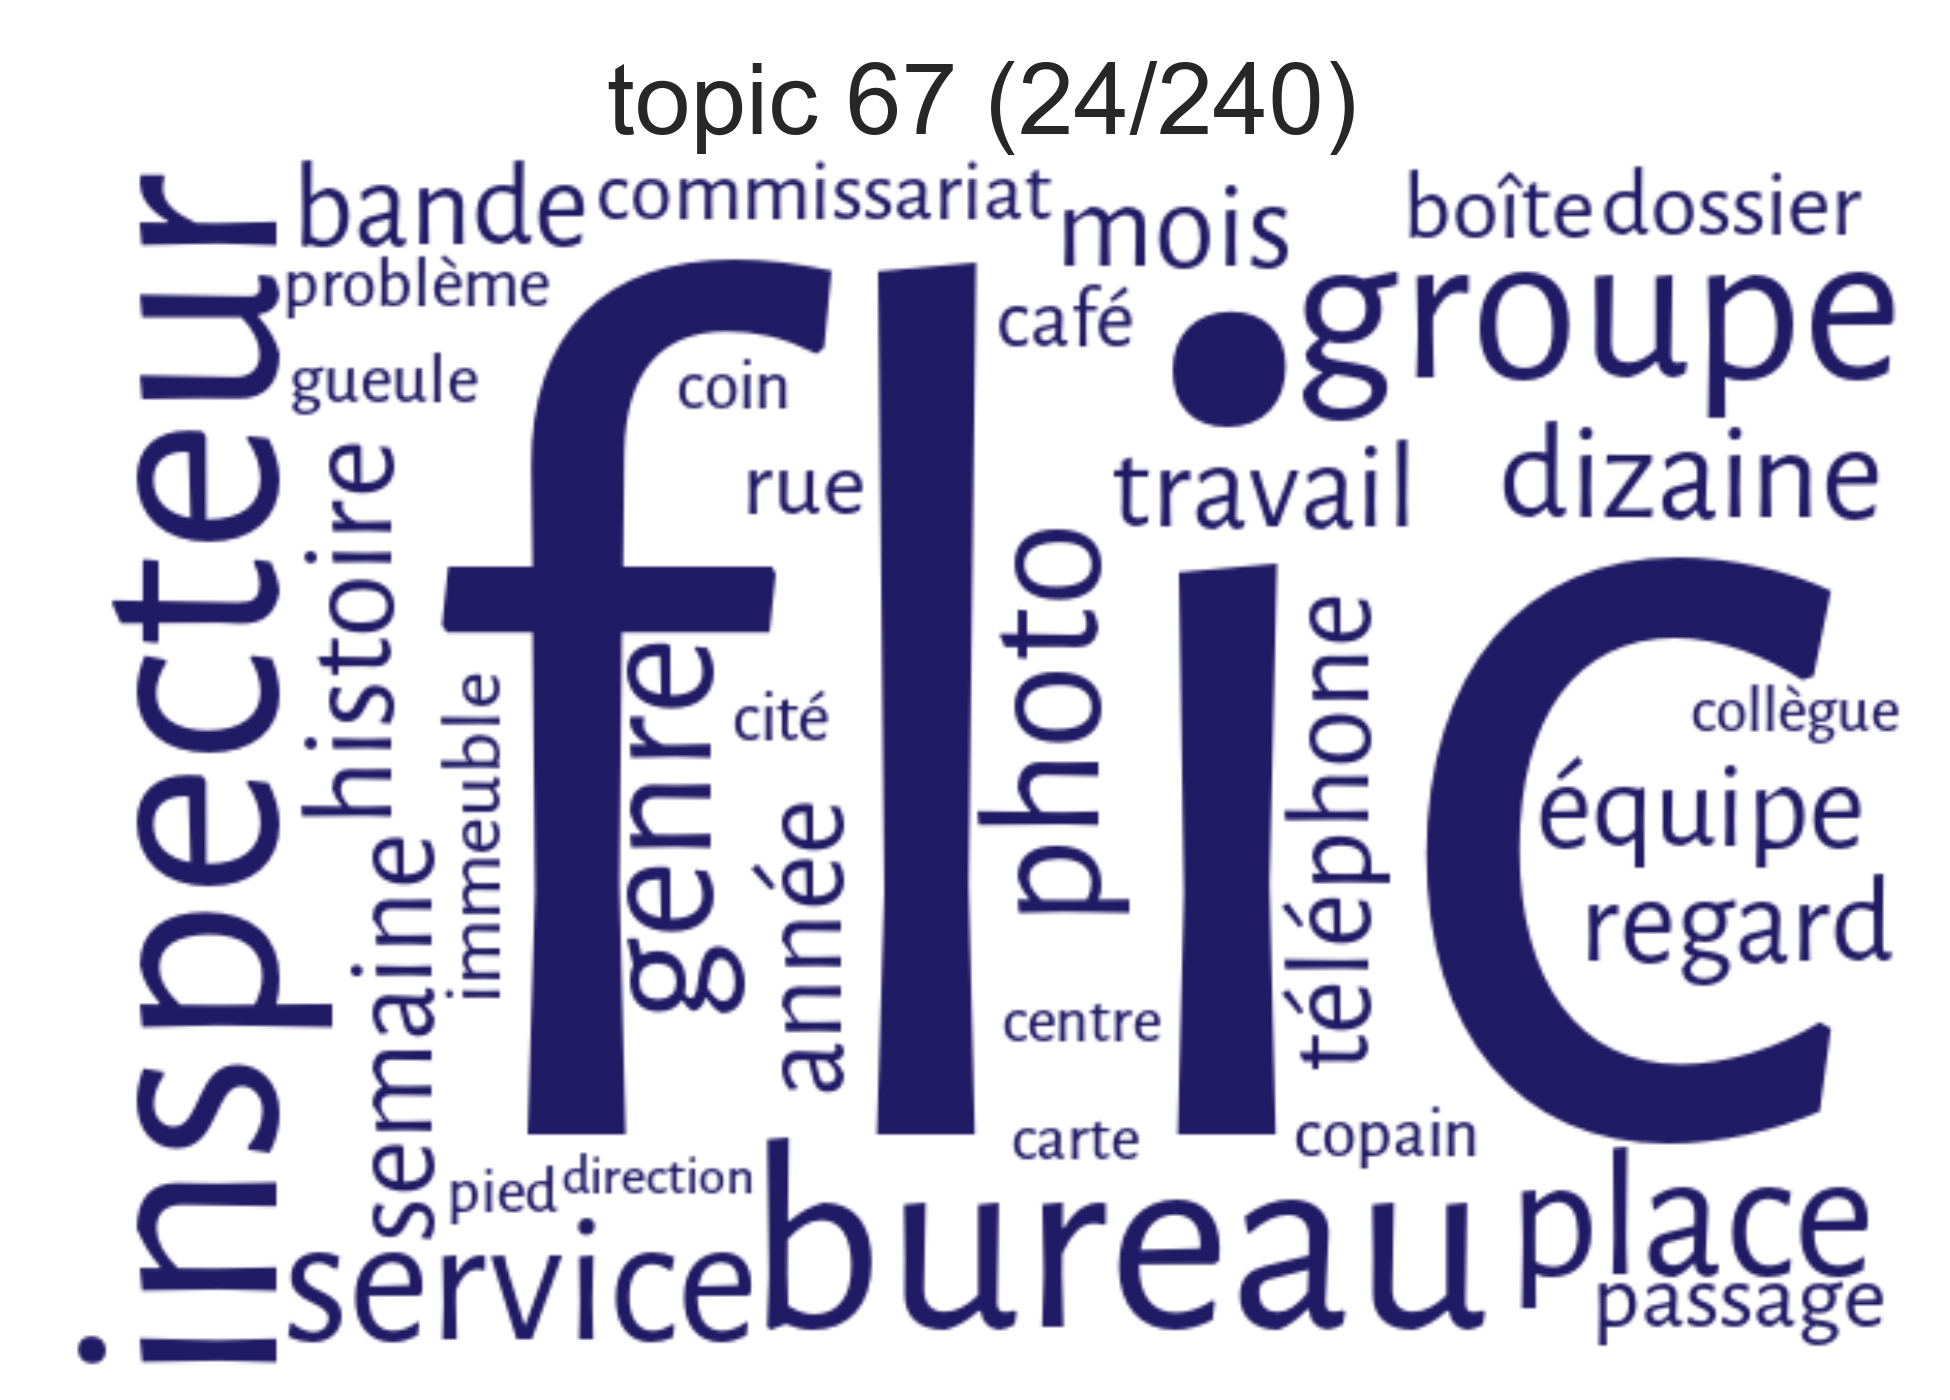 topic 67 (24/240)
inspecteur
bande
commissariat
mois
boîte
dossier
problème
café
groupe
gueule
coin
histoire
rue
travail
dizaine
flic
photo
téléphone
immeuble
genre
cité
collègue
année
équipe
semaine
regard
centre
carte
copain
pied
direction
service
bureau
place
passage